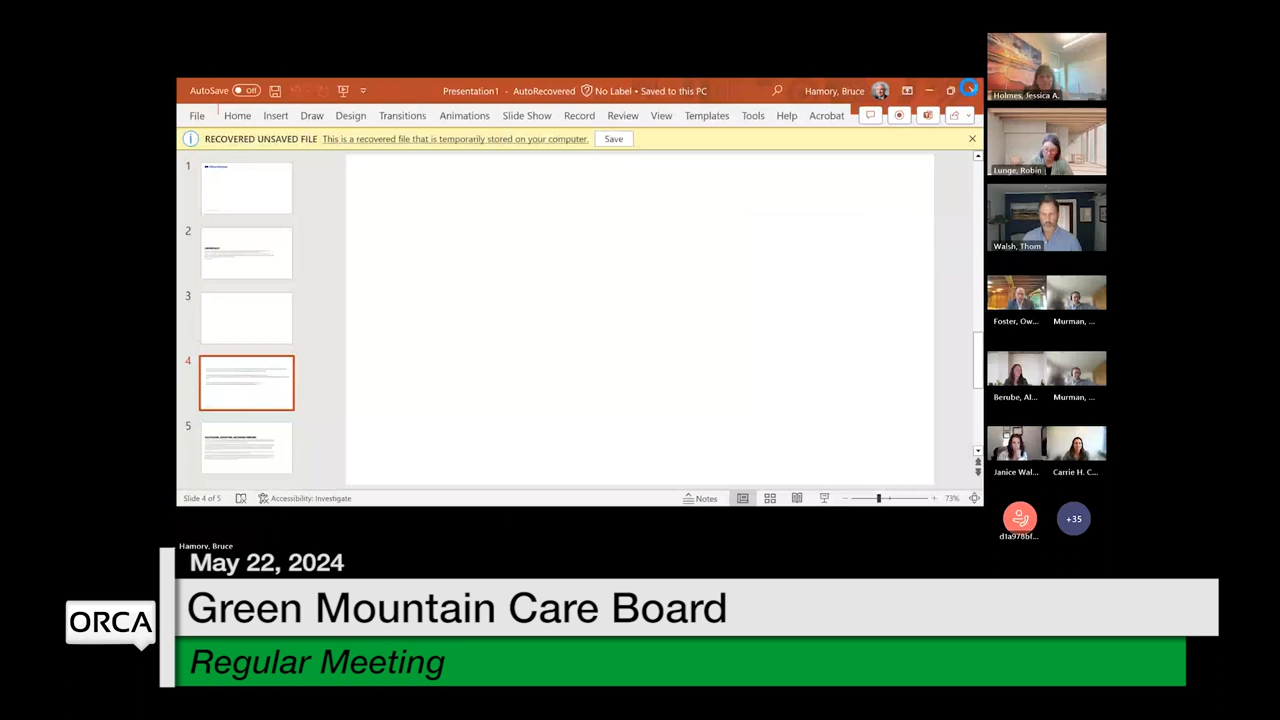 AutoSave Off
Presentation1 - AutoRecovered No Label • Saved to this PC
Hamory, Bruce
File Home Insert Draw Design Transitions Animations Slide Show Record Review View Templates Tools Help Acrobat
RECOVERED UNSAVED FILE This is a recovered file that is temporarily stored on your computer. Save
1
2
3
4
5
Slide 4 of 5 Accessibility: Investigate Notes 73%
Holmes, Jessica A.
Lunge, Robin
Walsh, Thom
Foster, Ow... Murman, ...
Berube, Al... Murman, ...
Janice Wal... Carrie H. C...
+35
d1a978bf...
Hamory, Bruce
May 22, 2024
ORCA
Green Mountain Care Board
Regular Meeting